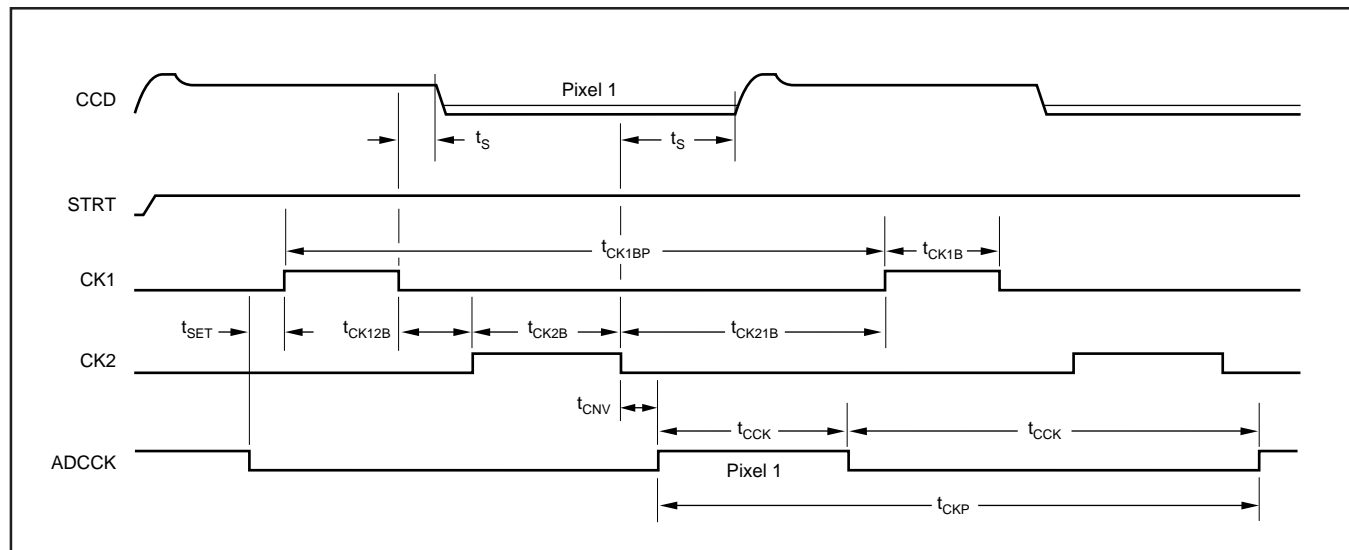 CCD
Pixel 1
tS
tS
STRT
tCK1BP
tCK1B
CK1
tSET
tCK12B
tCK2B
tCK21B
CK2
tCNV
tCCK
tCCK
ADCCK
Pixel 1
tCKP